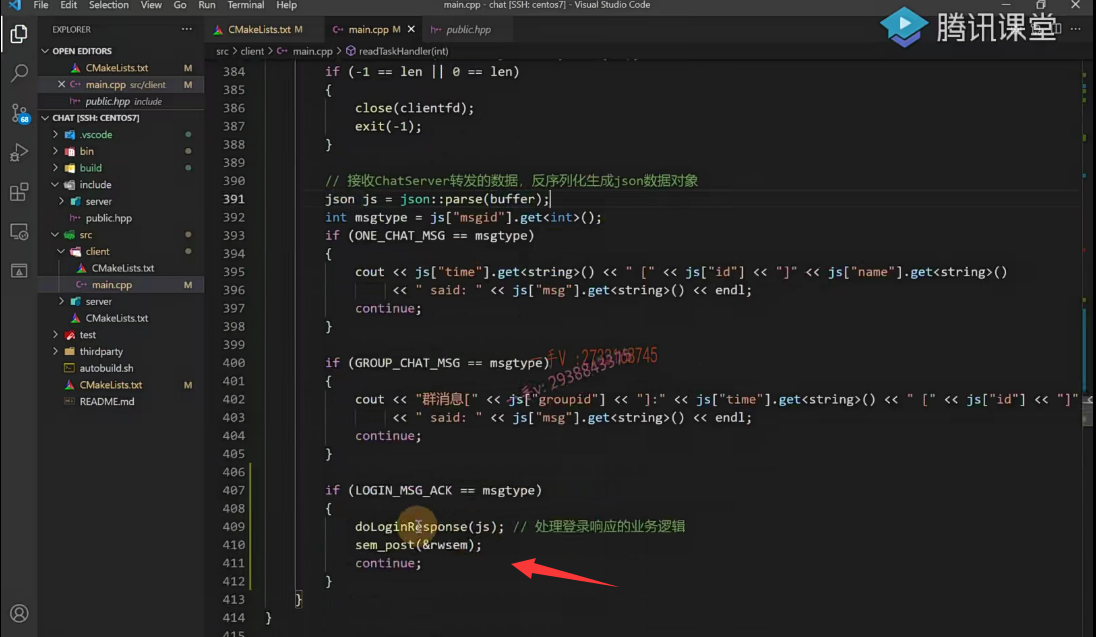 File Edit Selection View Go Run Terminal Help
main.cpp - chat [SSH: centos7] - Visual Studio Code
腾讯课堂
EXPLORER
OPEN EDITORS
CMakeLists.txt M
main.cpp src/client M
public.hpp include
CHAT [SSH: CENTOS7]
.vscode
bin
build
include
server
public.hpp
src
client
CMakeLists.txt
main.cpp M
server
CMakeLists.txt
test
thirdparty
autobuild.sh
CMakeLists.txt M
README.md
68
CMakeLists.txt M
main.cpp M
public.hpp
src > client > main.cpp > readTaskHandler(int)
384 if (-1 == len || 0 == len)
385 {
386 close(clientfd);
387 exit(-1);
388 }
389
390 // 接收ChatServer转发的数据，反序列化生成json数据对象
391 json js = json::parse(buffer);
392 int msgtype = js["msgid"].get<int>();
393 if (ONE_CHAT_MSG == msgtype)
394 {
395 cout << js["time"].get<string>() << " [" << js["id"] << "]" << js["name"].get<string>()
396 << " said: " << js["msg"].get<string>() << endl;
397 continue;
398 }
399
400 if (GROUP_CHAT_MSG == msgtype)
401 {
402 cout << "群消息[" << js["groupid"] << "]:" << js["time"].get<string>() << " [" << js["id"] << "]" <
403 << " said: " << js["msg"].get<string>() << endl;
404 continue;
405 }
406
407 if (LOGIN_MSG_ACK == msgtype)
408 {
409 doLoginResponse(js); // 处理登录响应的业务逻辑
410 sem_post(&rwsem);
411 continue;
412 }
413 }
414 }
415